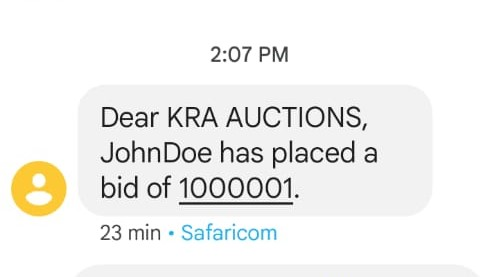 2:07 PM
Dear KRA AUCTIONS,
JohnDoe has placed a
bid of 1000001.
23 min • Safaricom